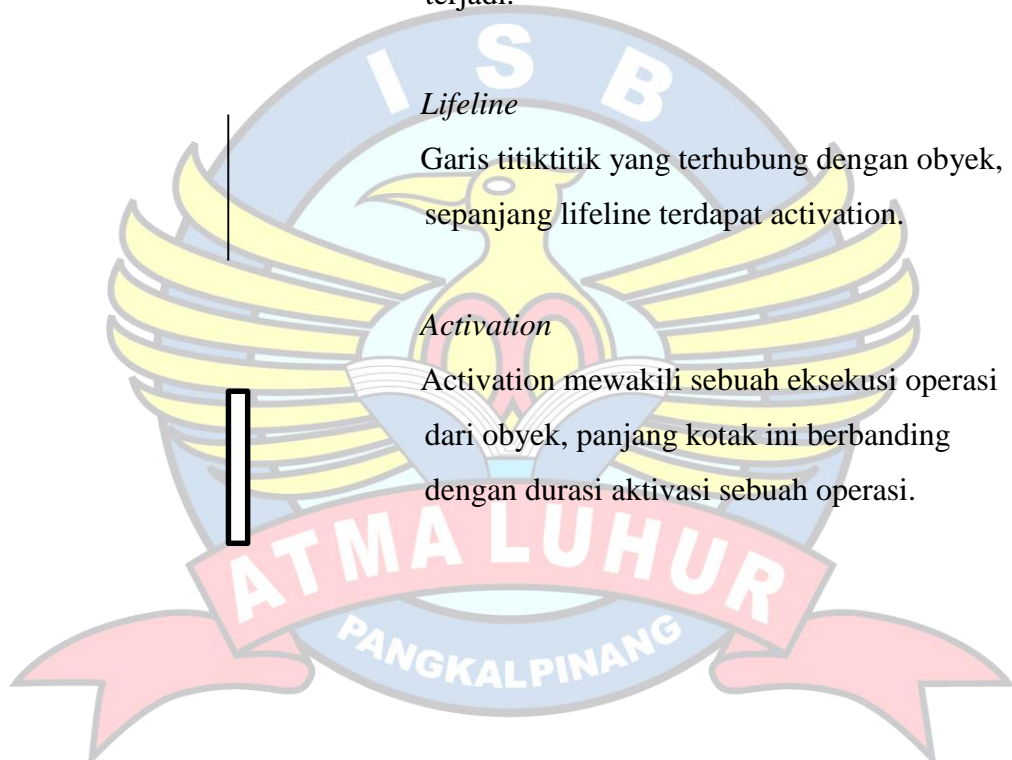 terjadi.
I S B
Lifeline
Garis titiktitik yang terhubung dengan obyek,
sepanjang lifeline terdapat activation.
Activation
Activation mewakili sebuah eksekusi operasi
dari obyek, panjang kotak ini berbanding
dengan durasi aktivasi sebuah operasi.
ATMA LUHUR
PANGKALPINANG